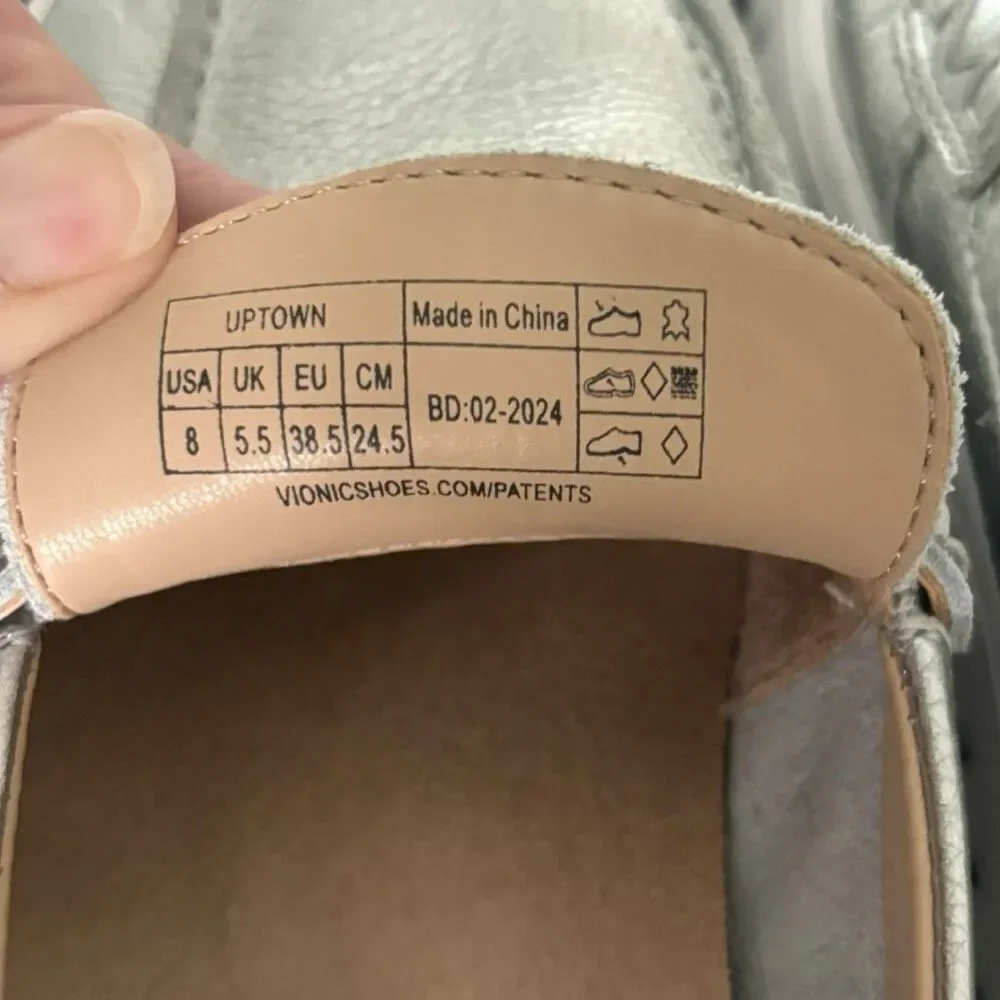 UPTOWN Made in China
USA UK EU CM
BD:02-2024
8 5.5 38.5 24.5
VIONICSHOES.COM/PATENTS